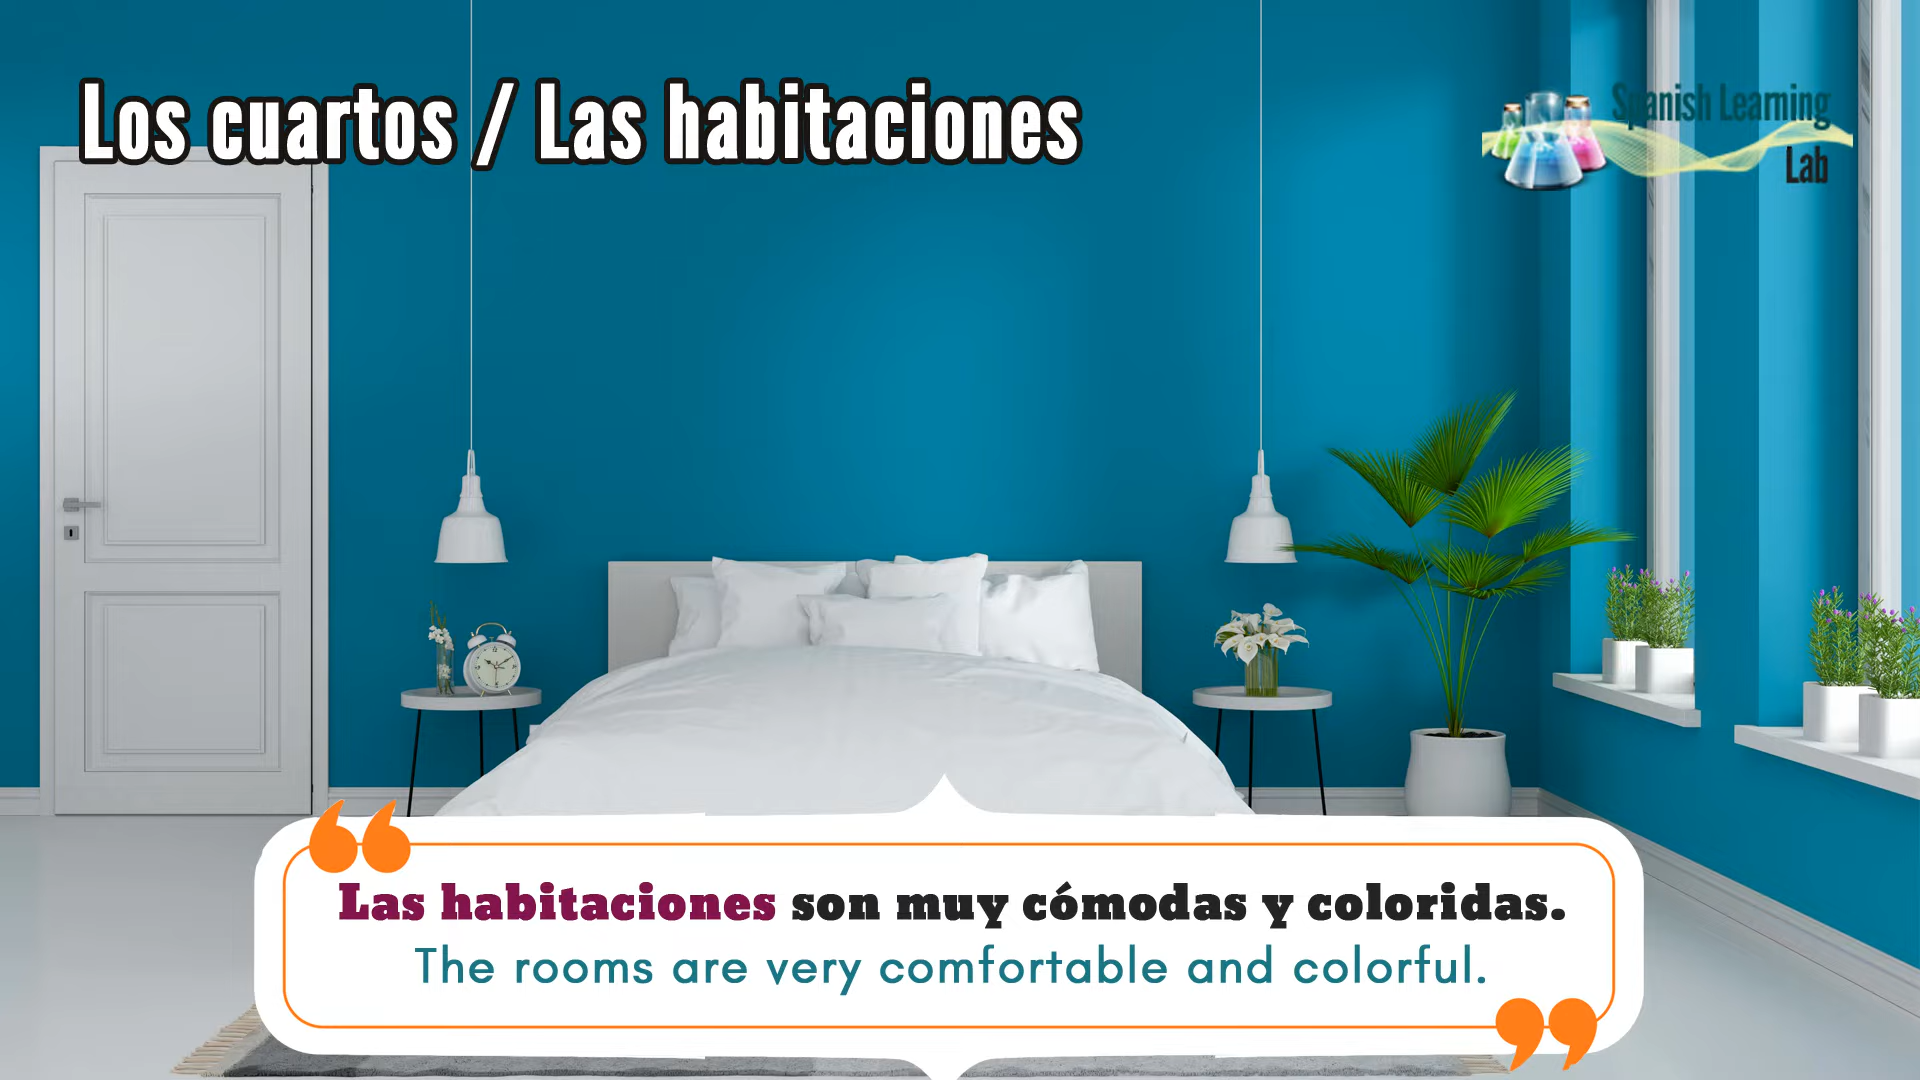 Los cuartos / Las habitaciones
Spanish Learning
Lab
Las habitaciones son muy cómodas y coloridas.
The rooms are very comfortable and colorful.